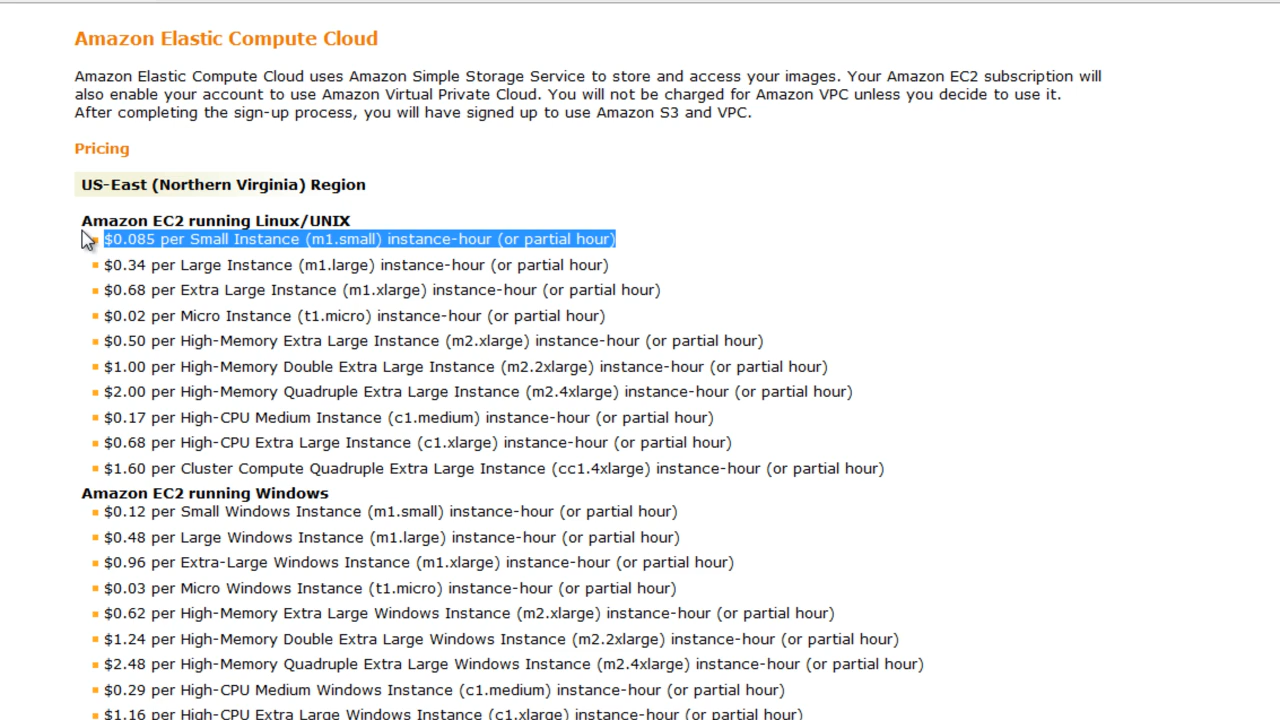 Amazon Elastic Compute Cloud
Amazon Elastic Compute Cloud uses Amazon Simple Storage Service to store and access your images. Your Amazon EC2 subscription will
also enable your account to use Amazon Virtual Private Cloud. You will not be charged for Amazon VPC unless you decide to use it.
After completing the sign-up process, you will have signed up to use Amazon S3 and VPC.
Pricing
US-East (Northern Virginia) Region
Amazon EC2 running Linux/UNIX
$0.085 per Small Instance (m1.small) instance-hour (or partial hour)
$0.34 per Large Instance (m1.large) instance-hour (or partial hour)
$0.68 per Extra Large Instance (m1.xlarge) instance-hour (or partial hour)
$0.02 per Micro Instance (t1.micro) instance-hour (or partial hour)
$0.50 per High-Memory Extra Large Instance (m2.xlarge) instance-hour (or partial hour)
$1.00 per High-Memory Double Extra Large Instance (m2.2xlarge) instance-hour (or partial hour)
$2.00 per High-Memory Quadruple Extra Large Instance (m2.4xlarge) instance-hour (or partial hour)
$0.17 per High-CPU Medium Instance (c1.medium) instance-hour (or partial hour)
$0.68 per High-CPU Extra Large Instance (c1.xlarge) instance-hour (or partial hour)
$1.60 per Cluster Compute Quadruple Extra Large Instance (cc1.4xlarge) instance-hour (or partial hour)
Amazon EC2 running Windows
$0.12 per Small Windows Instance (m1.small) instance-hour (or partial hour)
$0.48 per Large Windows Instance (m1.large) instance-hour (or partial hour)
$0.96 per Extra-Large Windows Instance (m1.xlarge) instance-hour (or partial hour)
$0.03 per Micro Windows Instance (t1.micro) instance-hour (or partial hour)
$0.62 per High-Memory Extra Large Windows Instance (m2.xlarge) instance-hour (or partial hour)
$1.24 per High-Memory Double Extra Large Windows Instance (m2.2xlarge) instance-hour (or partial hour)
$2.48 per High-Memory Quadruple Extra Large Windows Instance (m2.4xlarge) instance-hour (or partial hour)
$0.29 per High-CPU Medium Windows Instance (c1.medium) instance-hour (or partial hour)
$1.16 per High-CPU Extra Large Windows Instance (c1.xlarge) instance-hour (or partial hour)